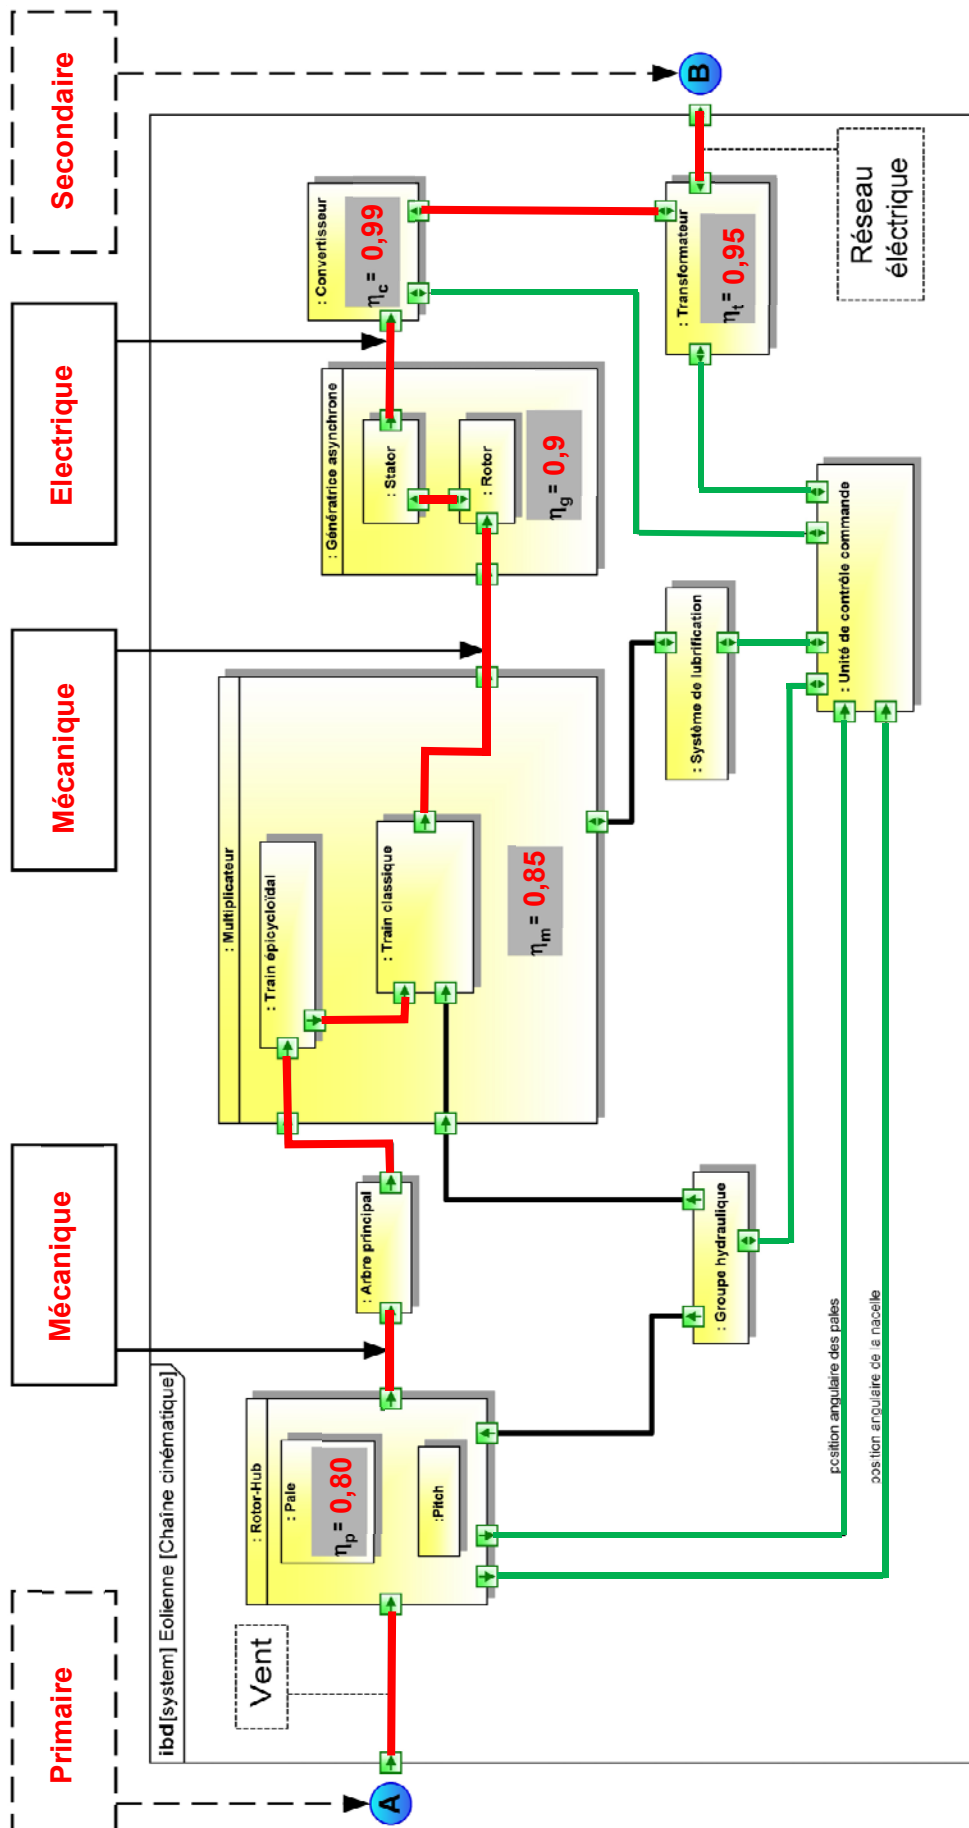 Primaire
Mécanique
Mécanique
Electrique
Secondaire
ibd [system] Eolienne [Chaîne cinématique]
A
Vent
: Rotor-Hub
: Pale
ηp = 0,80
:Pitch
: Arbre principal
: Multiplicateur
: Train épicycloïdal
: Train classique
ηm = 0,85
: Génératrice asynchrone
: Stator
: Rotor
ηg = 0,9
: Convertisseur
ηc = 0,99
: Transformateur
ηt = 0,95
B
Réseau
éléctrique
: Groupe hydraulique
: Système de lubrification
: Unité de contrôle commande
position angulaire des pales
position angulaire de la nacelle